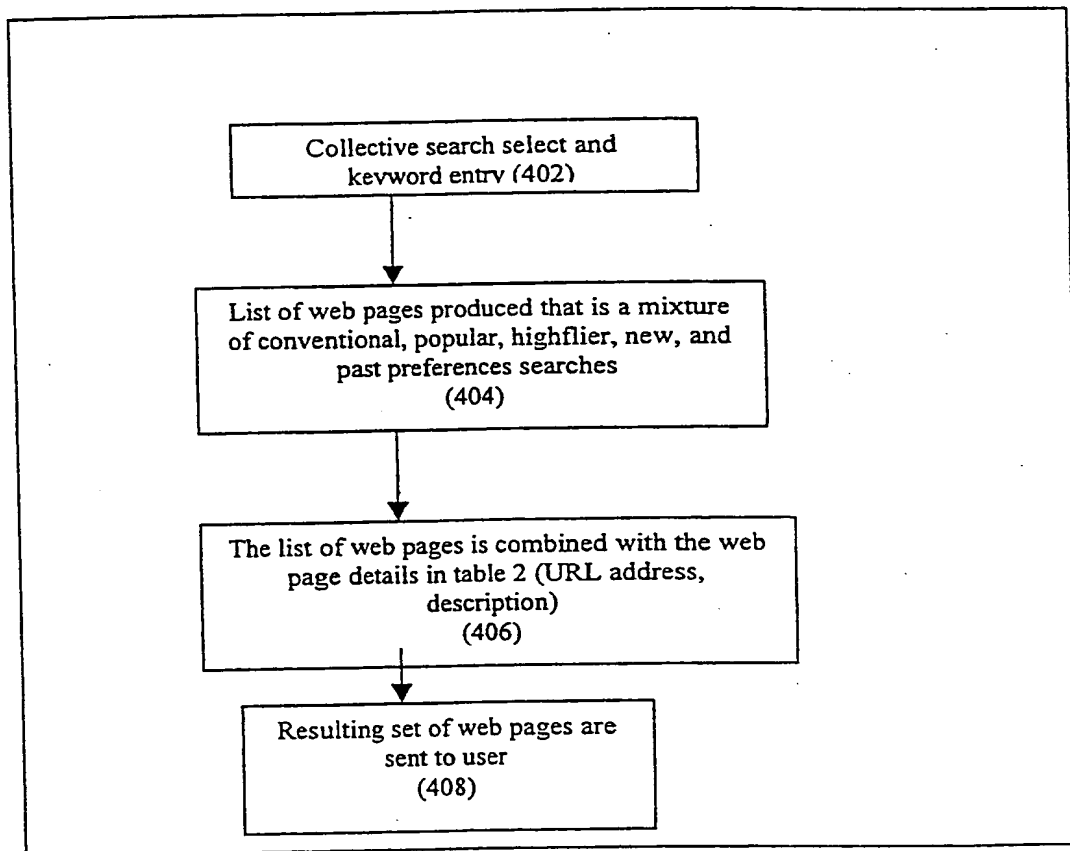 Collective search select and
keyword entry (402)
List of web pages produced that is a mixture
of conventional, popular, highflier, new, and
past preferences searches
(404)
The list of web pages is combined with the web
page details in table 2 (URL address,
description)
(406)
Resulting set of web pages are
sent to user
(408)